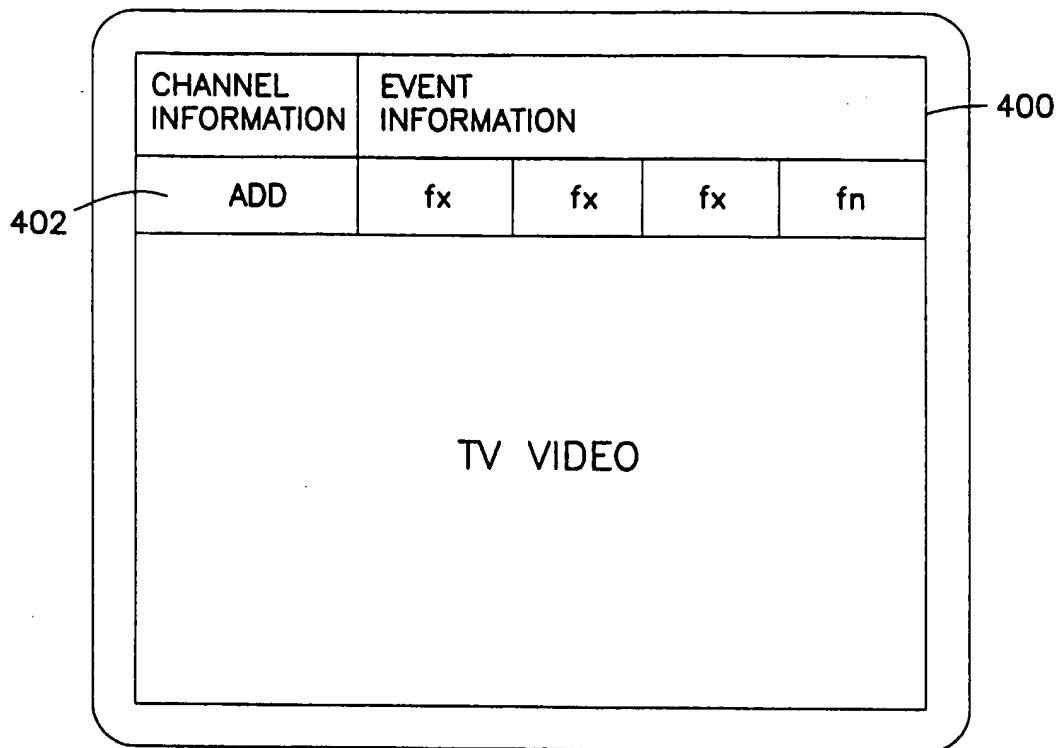 CHANNEL INFORMATION
EVENT INFORMATION
400
402
ADD fx fx fx fn
TV VIDEO